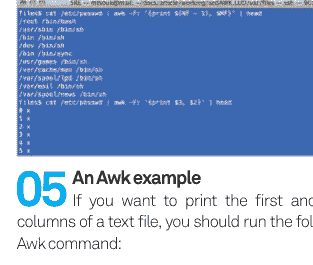 files$ cat /etc/passwd | awk -F: '{print $(NF - 1), $NF}' | head
/root /bin/bash
/usr/sbin /bin/sh
/bin /bin/sh
/dev /bin/sh
/bin /bin/sync
/usr/games /bin/sh
/var/cache/man /bin/sh
/var/spool/lpd /bin/sh
/var/mail /bin/sh
/var/spool/news /bin/sh
files$ cat /etc/passwd | awk -F: '{print $3, $2}' | head
0 x
1 x
2 x
3 x
4 x
5 x
05 An Awk example
If you want to print the first and
columns of a text file, you should run the fol
Awk command: